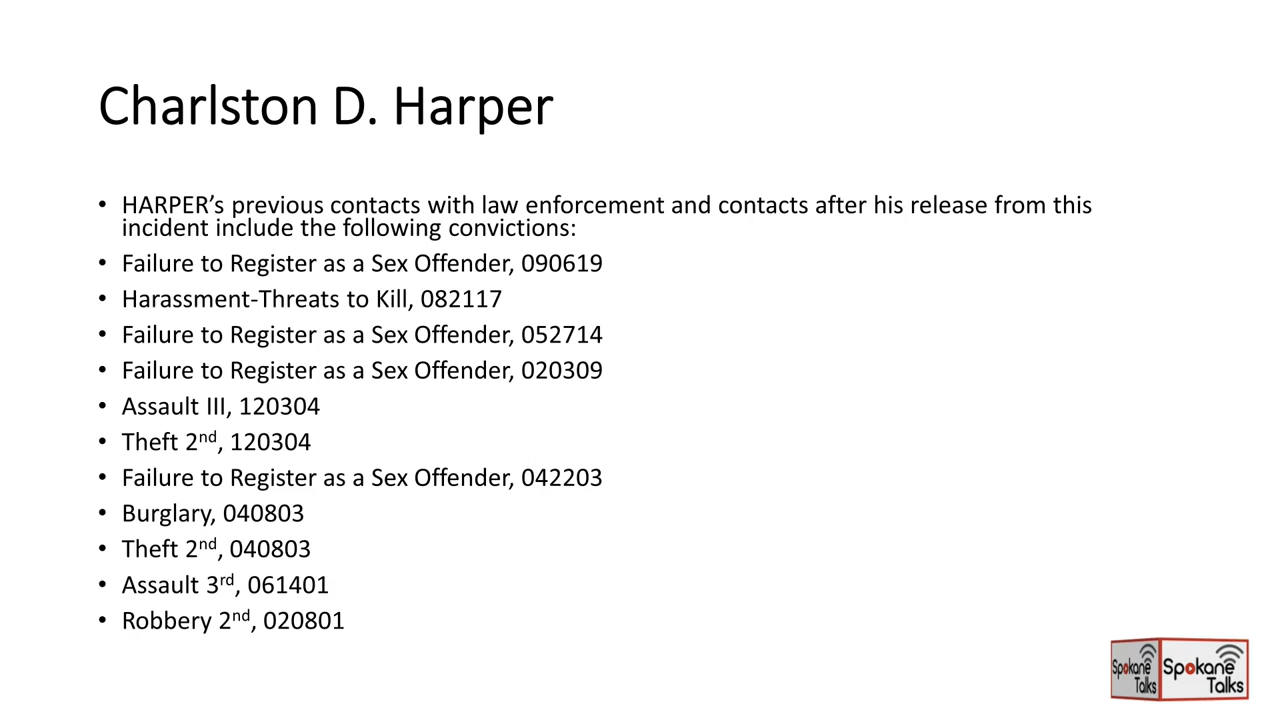 Charlston D. Harper
• HARPER’s previous contacts with law enforcement and contacts after his release from this
incident include the following convictions:
• Failure to Register as a Sex Offender, 090619
• Harassment-Threats to Kill, 082117
• Failure to Register as a Sex Offender, 052714
• Failure to Register as a Sex Offender, 020309
• Assault III, 120304
• Theft 2nd, 120304
• Failure to Register as a Sex Offender, 042203
• Burglary, 040803
• Theft 2nd, 040803
• Assault 3rd, 061401
• Robbery 2nd, 020801
Spokane
Talks
Spokane
Talks